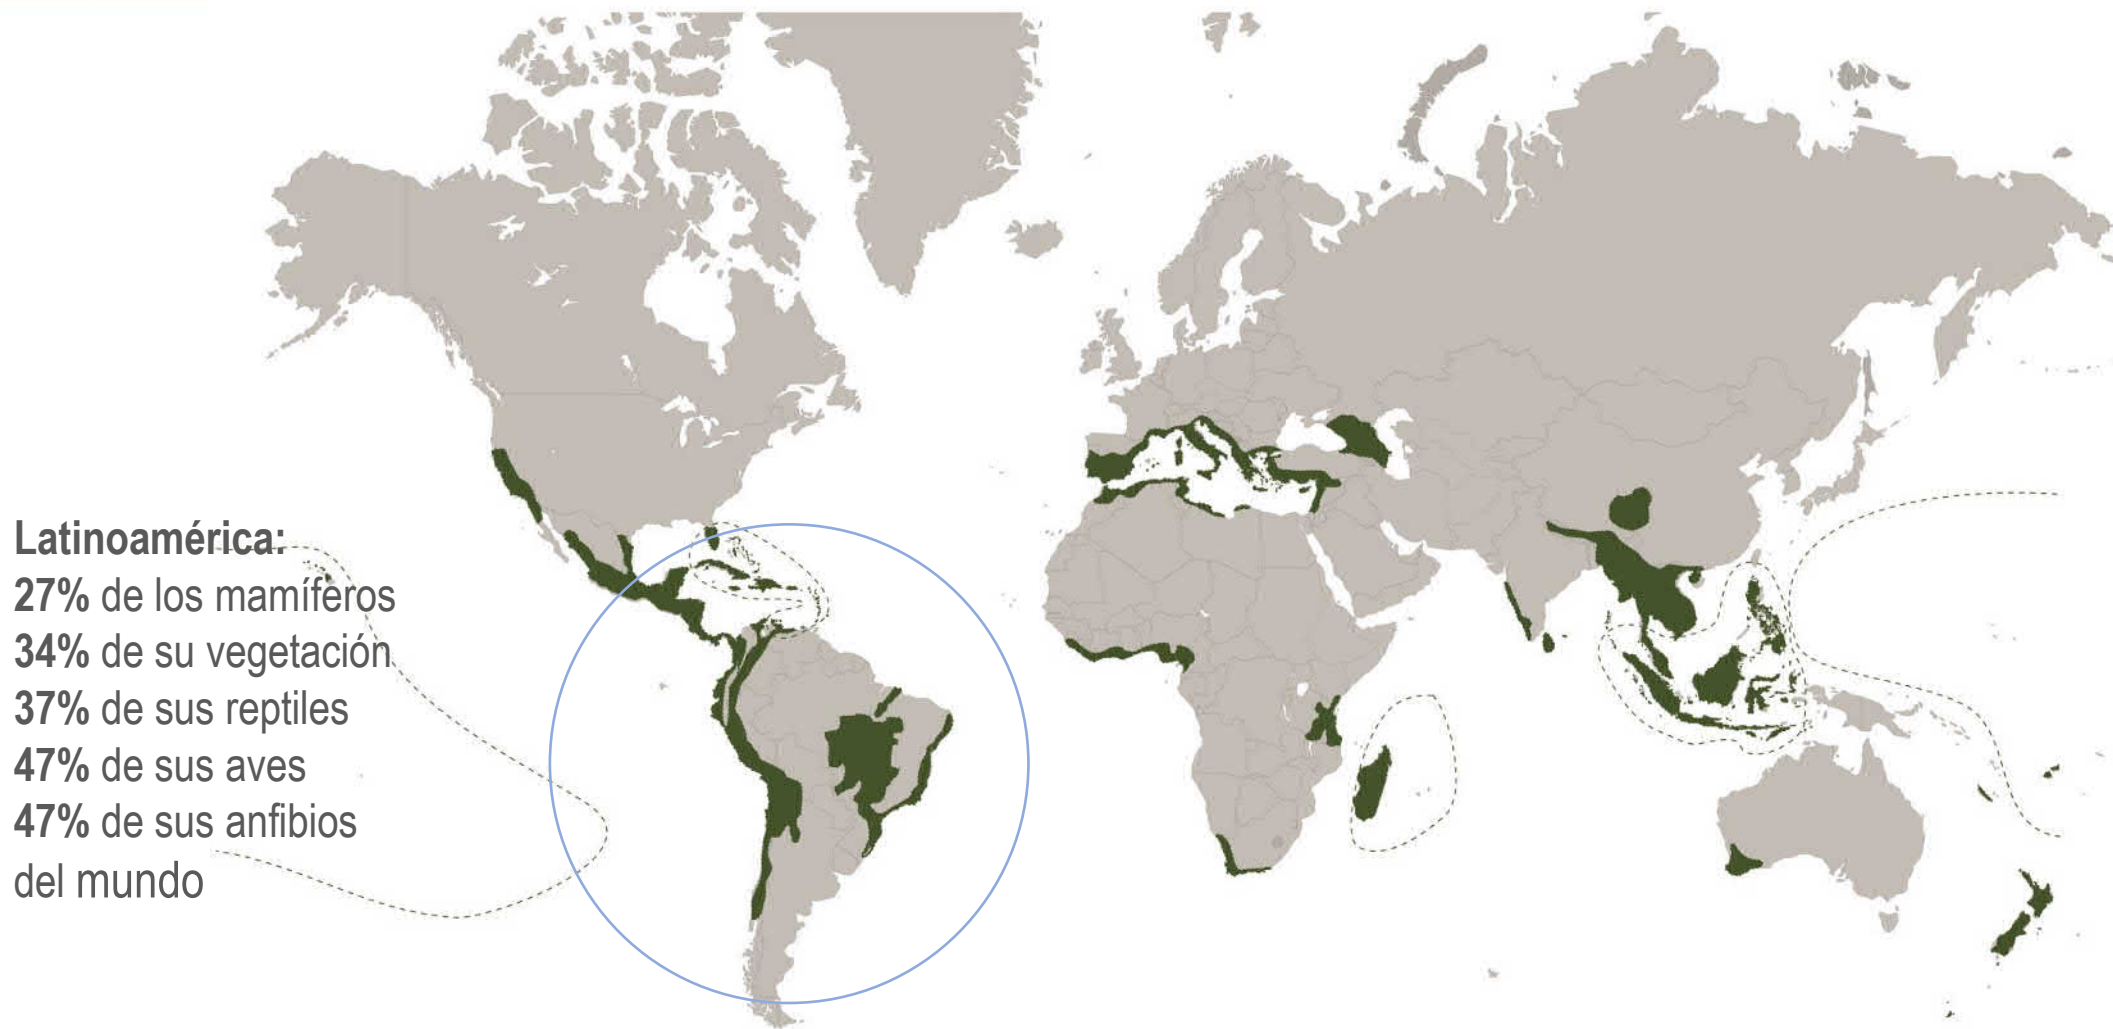 Latinoamérica:
27% de los mamíferos
34% de su vegetación
37% de sus reptiles
47% de sus aves
47% de sus anfibios
del mundo